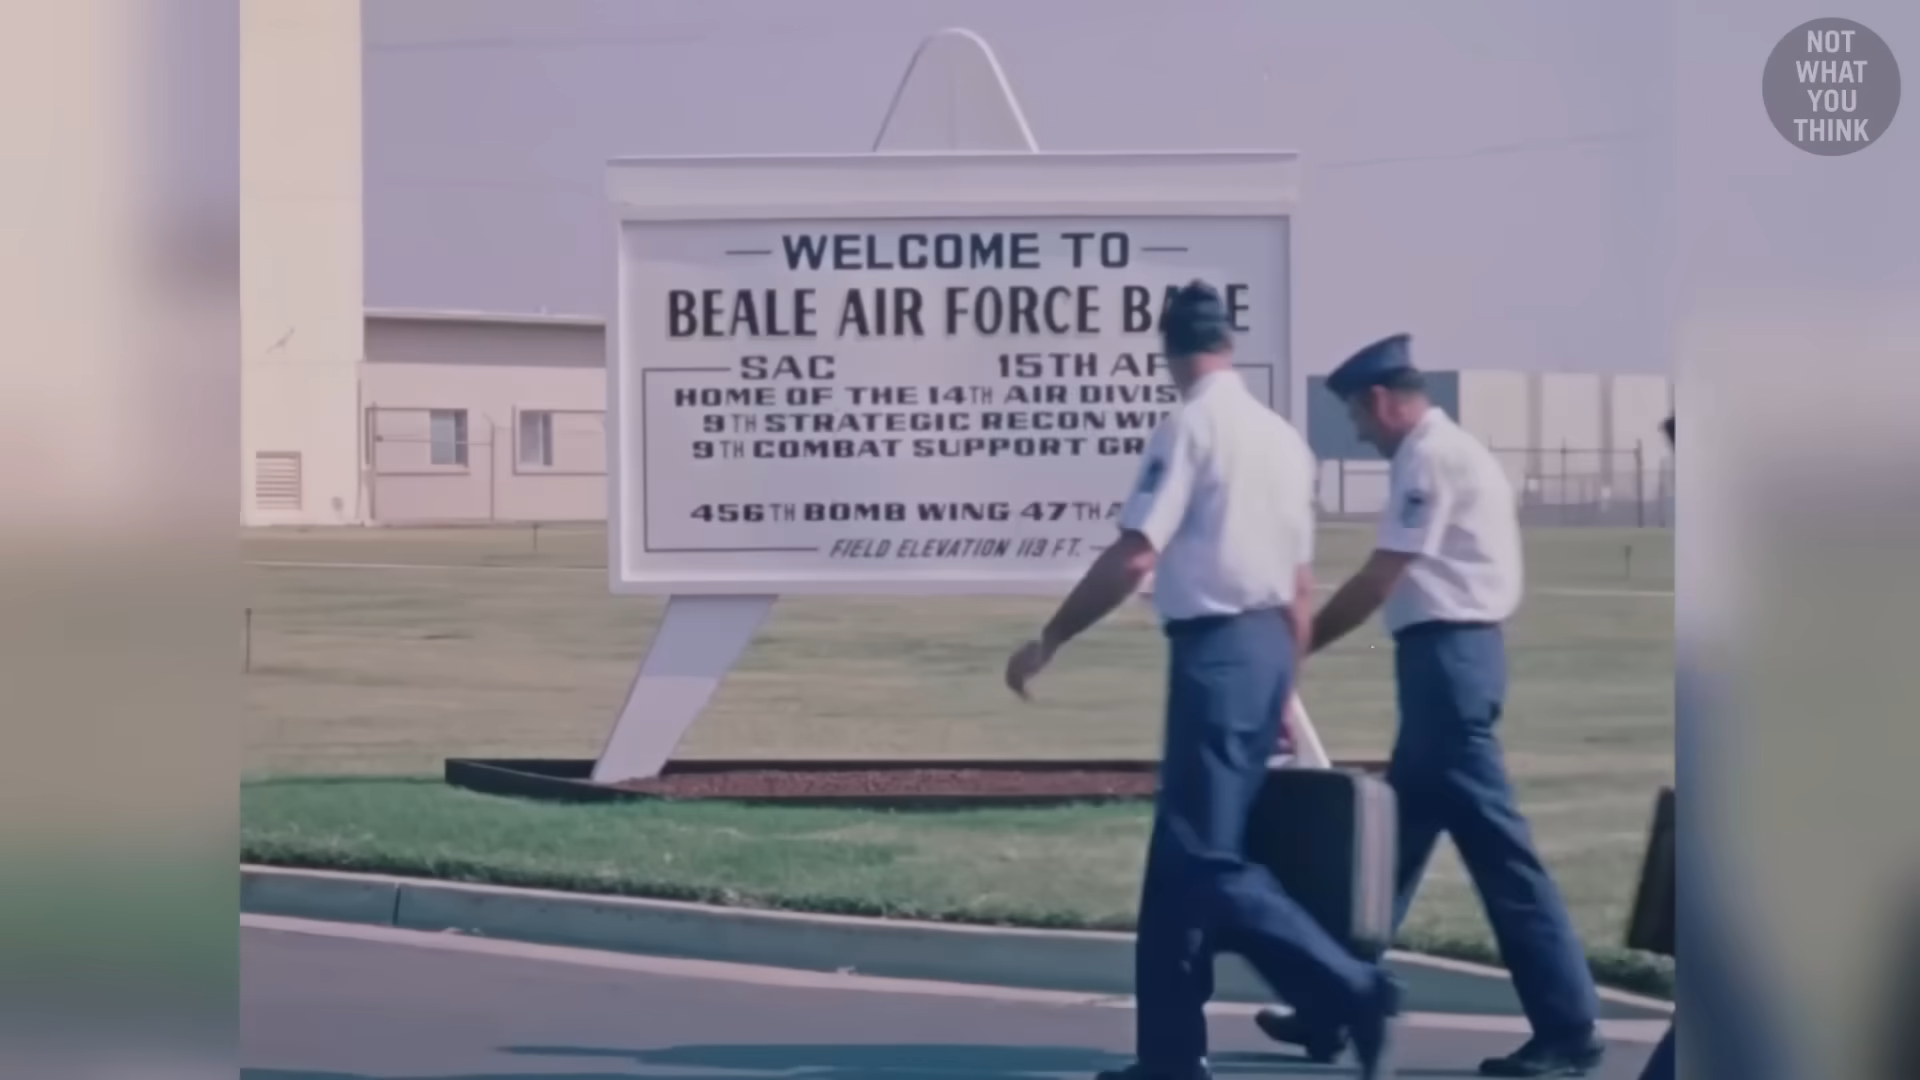 NOT
WHAT
YOU
THINK
WELCOME TO
BEALE AIR FORCE BA E
SAC 15TH AF
HOME OF THE 14TH AIR DIVIS
9TH STRATEGIC RECON WI
9TH COMBAT SUPPORT GR
456TH BOMB WING 47TH A
FIELD ELEVATION 113 FT.